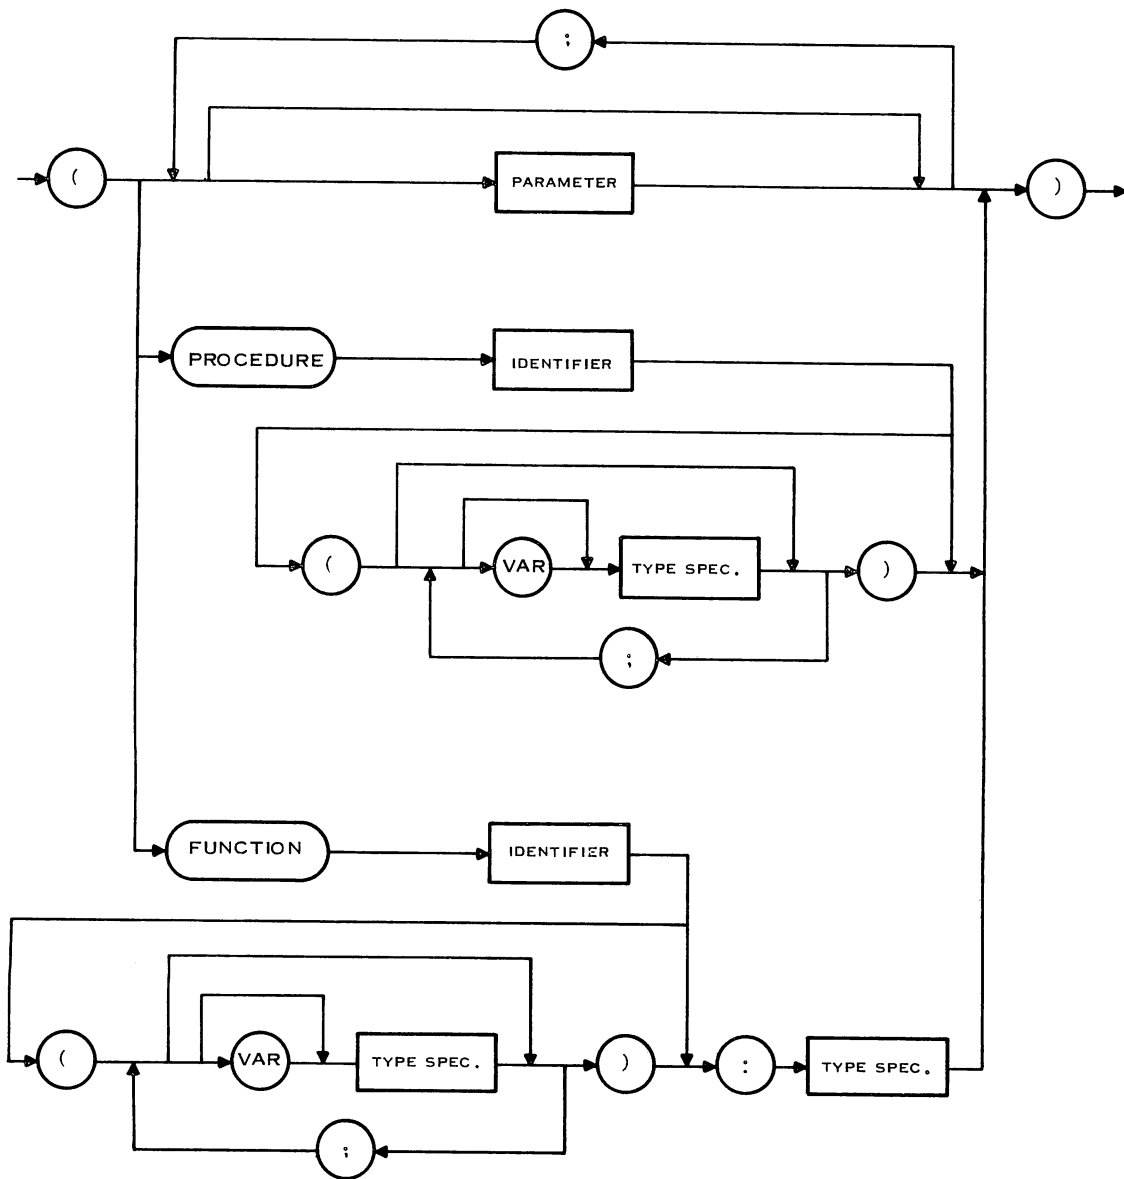 ;
( PARAMETER )
PROCEDURE IDENTIFIER
( VAR TYPE SPEC. )
;
FUNCTION IDENTIFIER
( VAR TYPE SPEC. ) : TYPE SPEC.
;